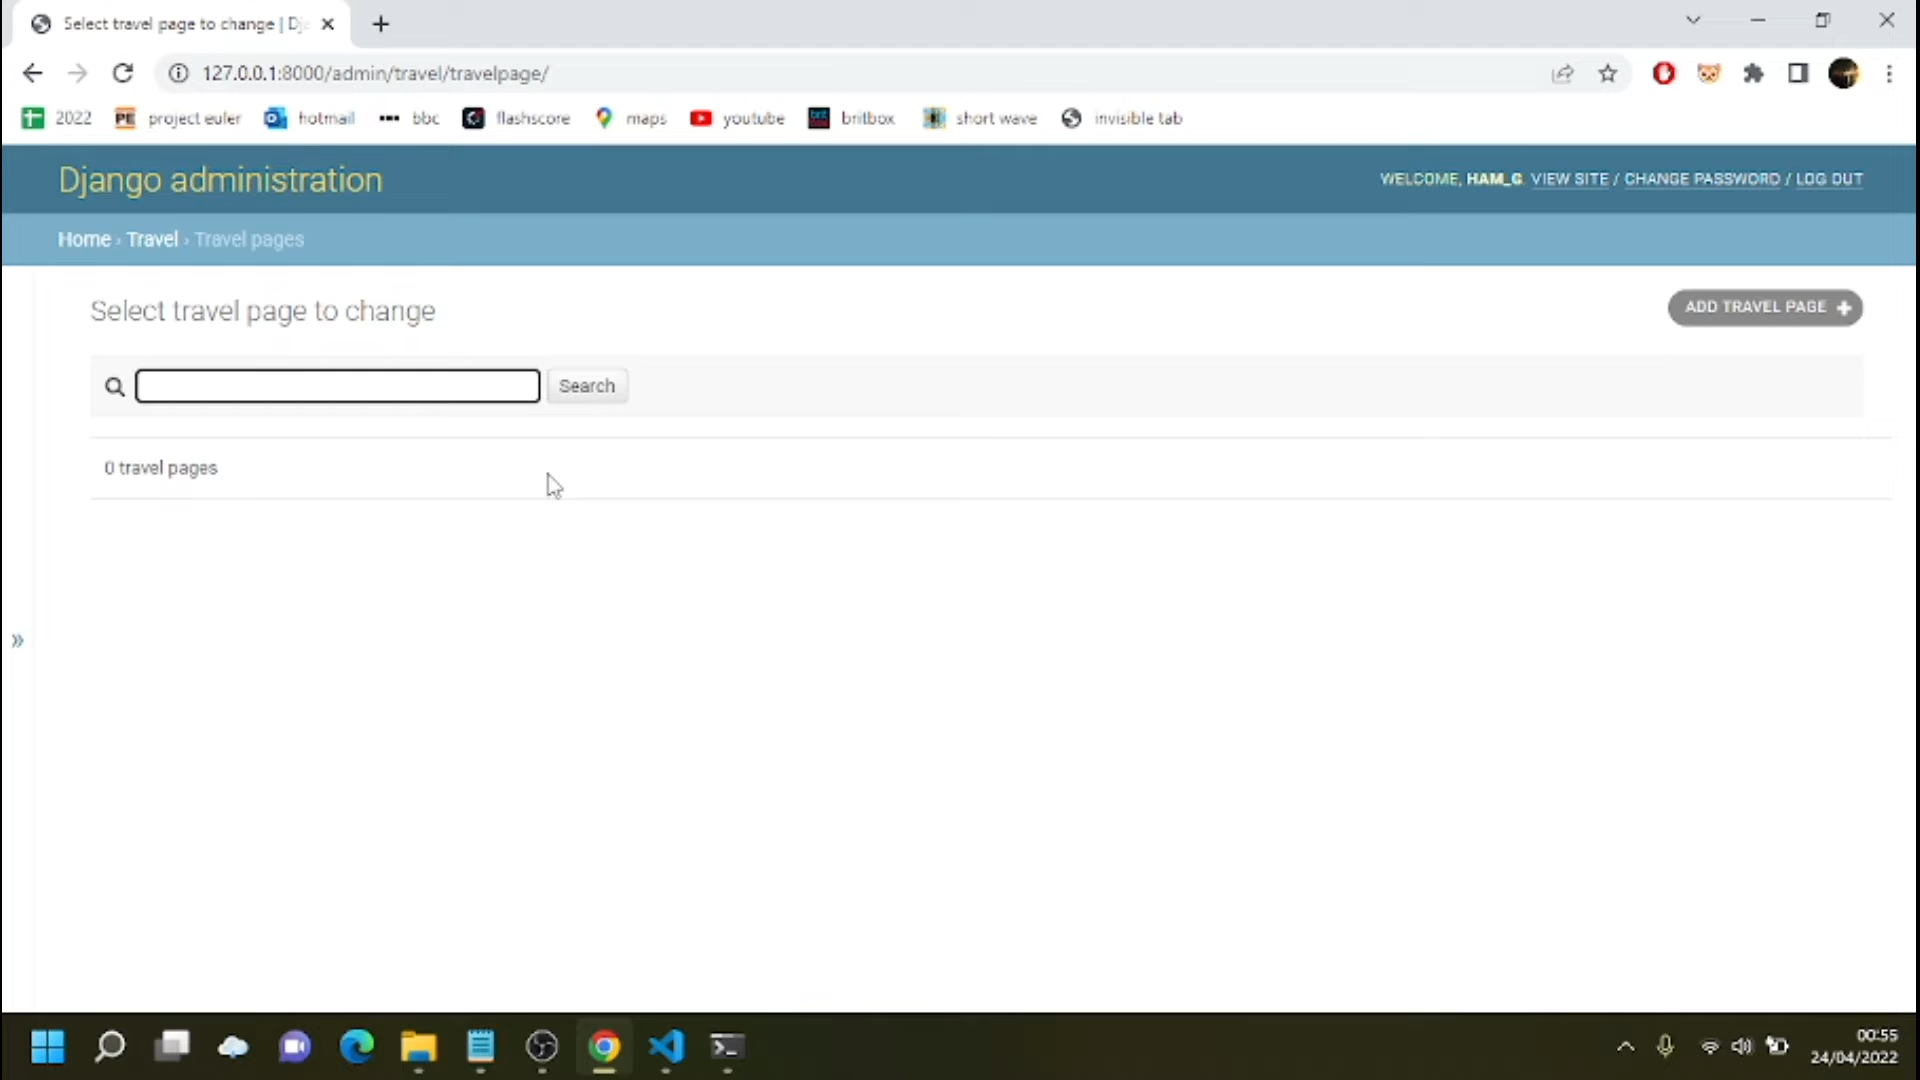 Select travel page to change | Dj
127.0.0.1:8000/admin/travel/travelpage/
2022 PE project euler hotmail bbc flashscore maps youtube britbox short wave invisible tab
Django administration
WELCOME, HAM_G VIEW SITE / CHANGE PASSWORD / LOG OUT
Home › Travel › Travel pages
Select travel page to change
ADD TRAVEL PAGE +
Search
0 travel pages
»
00:55
24/04/2022